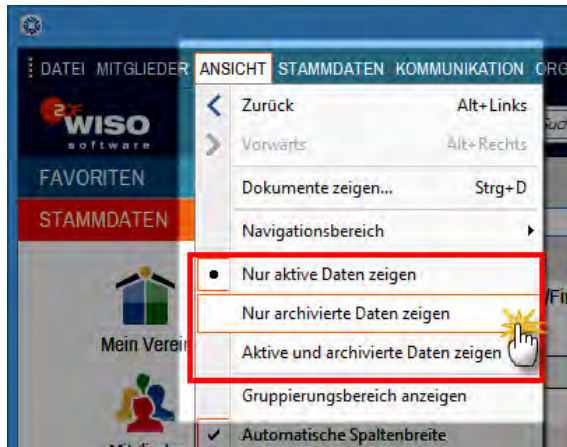 DATEI MITGLIEDER ANSICHT STAMMDATEN KOMMUNIKATION
WISO
software
FAVORITEN
STAMMDATEN
Mein Verein
Zurück Alt+Links
Vorwärts Alt+Rechts
Dokumente zeigen... Strg+D
Navigationsbereich
Nur aktive Daten zeigen
Nur archivierte Daten zeigen
Aktive und archivierte Daten zeigen
Gruppierungsbereich anzeigen
Automatische Spaltenbreite